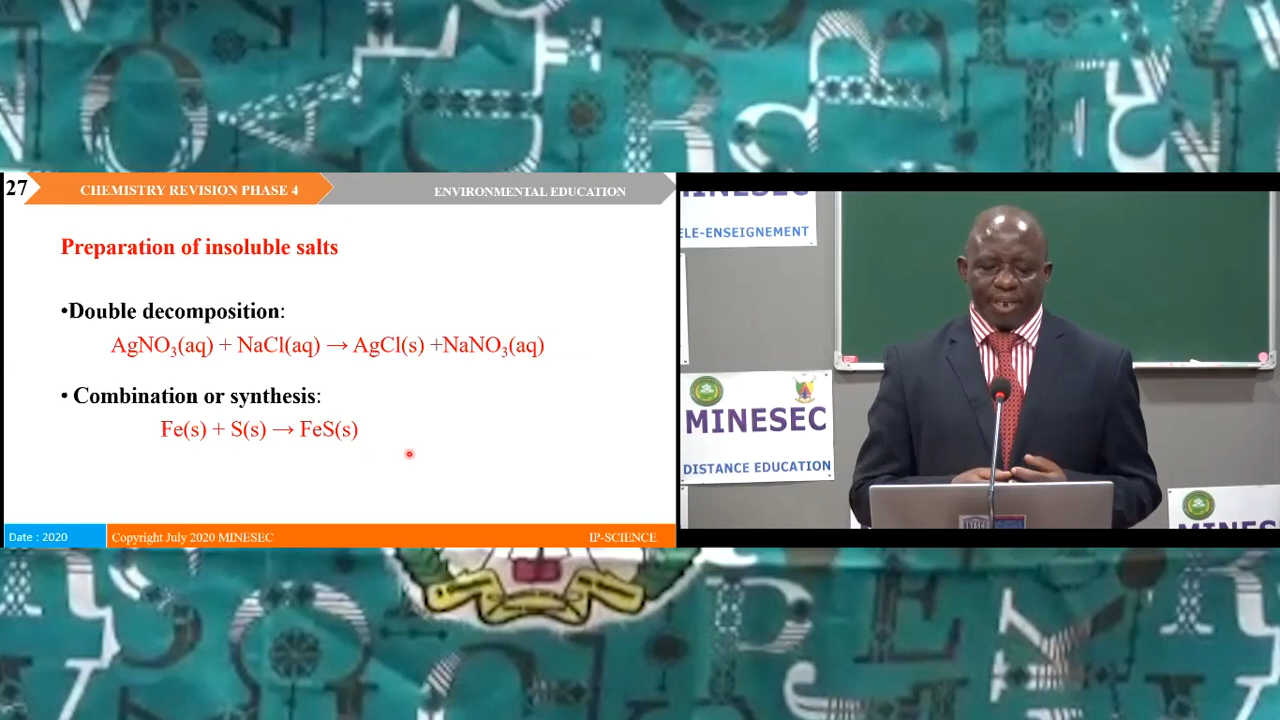 27
CHEMISTRY REVISION PHASE 4
ENVIRONMENTAL EDUCATION
Preparation of insoluble salts
•Double decomposition:
AgNO₃(aq) + NaCl(aq) → AgCl(s) +NaNO₃(aq)
• Combination or synthesis:
Fe(s) + S(s) → FeS(s)
Date : 2020
Copyright July 2020 MINESEC
IP-SCIENCE
ELE-ENSEIGNEMENT
MINESEC
DISTANCE EDUCATION
MINES